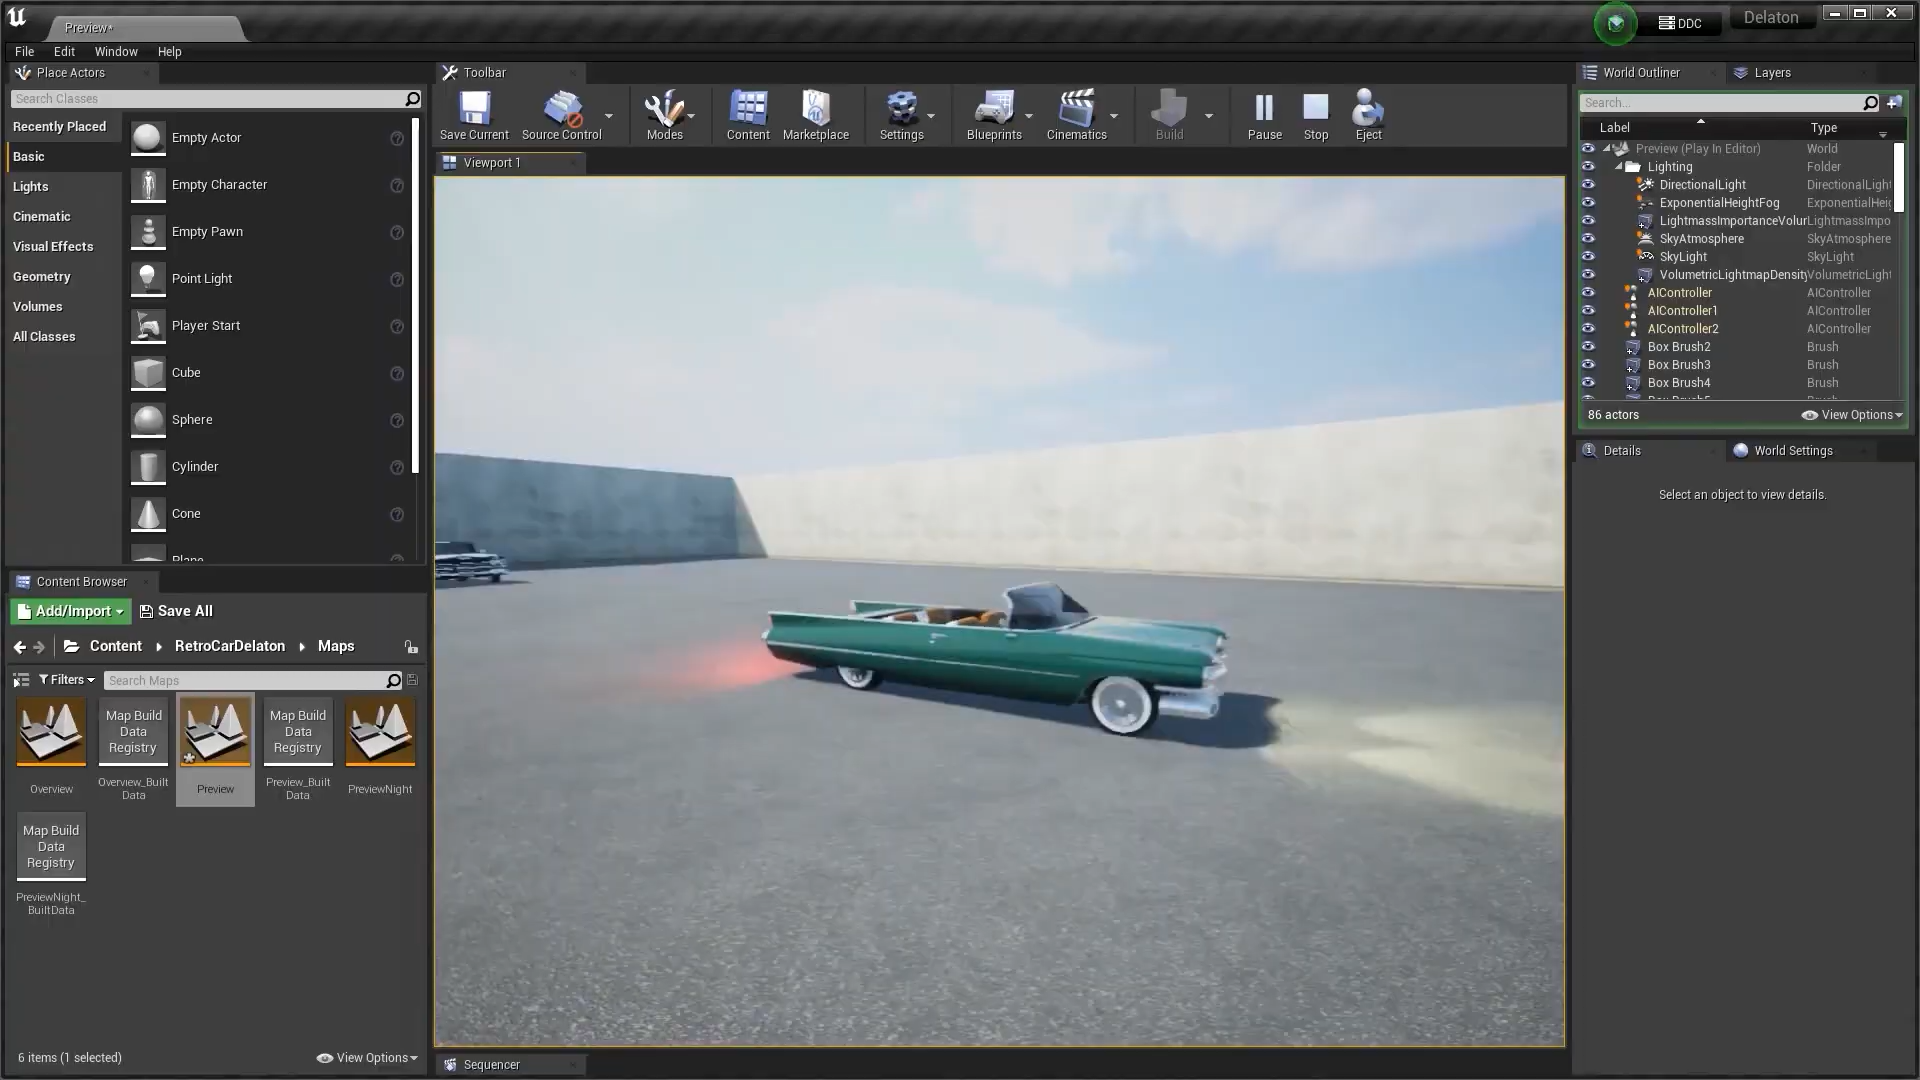 Preview*
DDC
Delaton
File Edit Window Help
Place Actors
Search Classes
Recently Placed
Basic
Lights
Cinematic
Visual Effects
Geometry
Volumes
All Classes
Empty Actor
Empty Character
Empty Pawn
Point Light
Player Start
Cube
Sphere
Cylinder
Cone
Plane
Toolbar
Save Current
Source Control
Modes
Content
Marketplace
Settings
Blueprints
Cinematics
Build
Pause
Stop
Eject
Viewport 1
World Outliner
Layers
Search...
Label Type
Preview (Play In Editor) World
Lighting Folder
DirectionalLight DirectionalLight
ExponentialHeightFog ExponentialHeig
LightmassImportanceVolur LightmassImpo
SkyAtmosphere SkyAtmosphere
SkyLight SkyLight
VolumetricLightmapDensity VolumetricLight
AIController AIController
AIController1 AIController
AIController2 AIController
Box Brush2 Brush
Box Brush3 Brush
Box Brush4 Brush
86 actors
View Options
Details
World Settings
Select an object to view details.
Content Browser
Add/Import
Save All
Content
RetroCarDelaton
Maps
Filters
Search Maps
Map Build
Data
Registry
Map Build
Data
Registry
Overview
Overview_Built
Data
Preview
Preview_Built
Data
PreviewNight
Map Build
Data
Registry
PreviewNight_
BuiltData
6 items (1 selected)
View Options
Sequencer